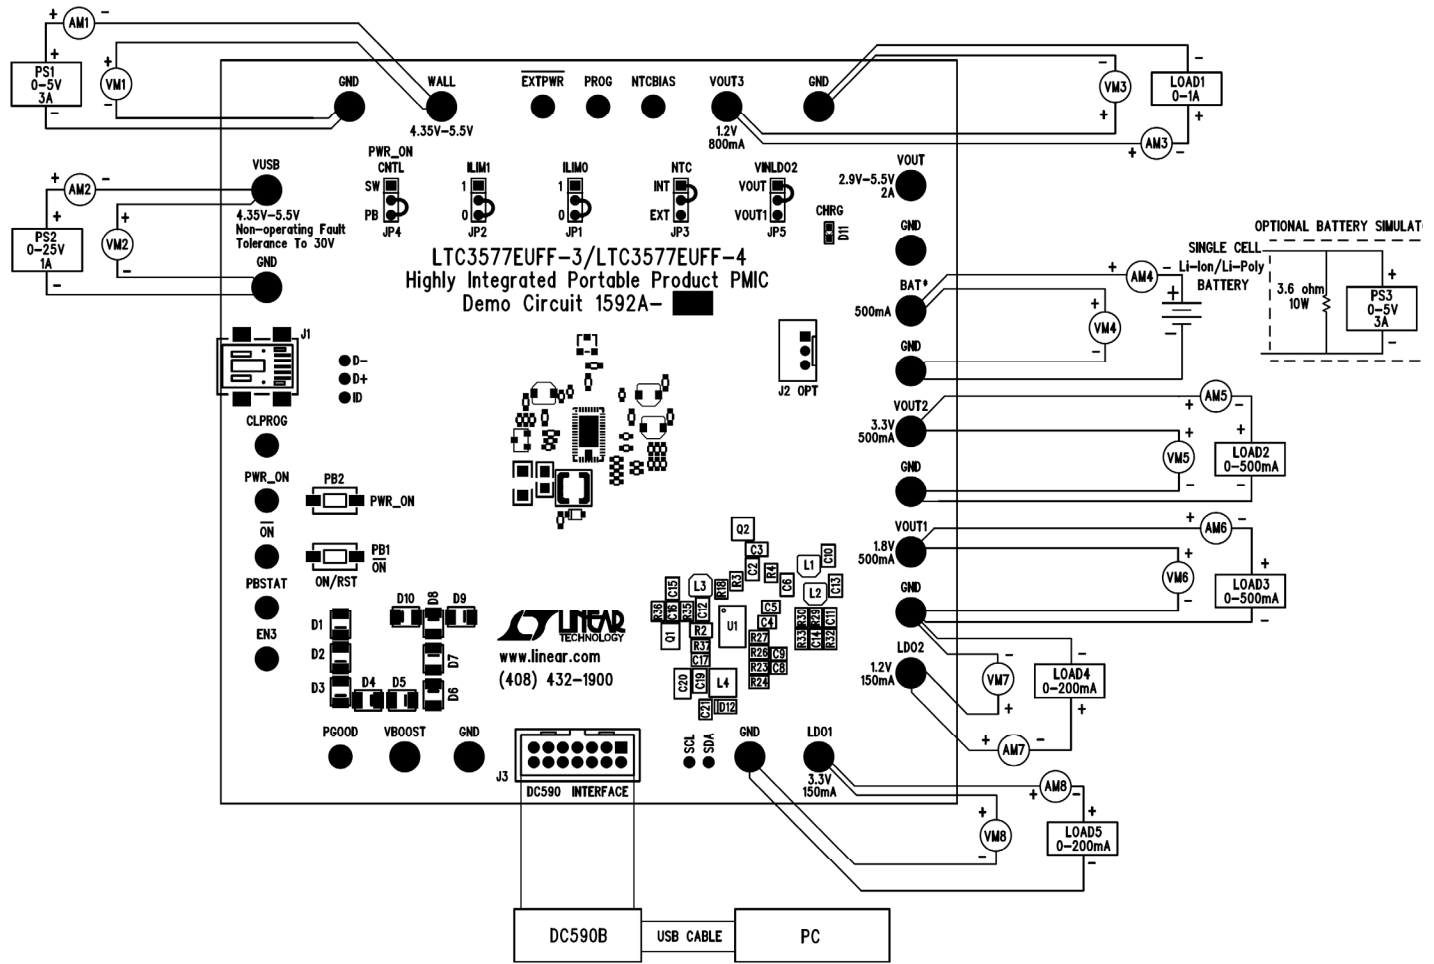 AM1
PS1
0-5V
3A
VM1
GND
WALL
4.35V-5.5V
EXTPWR
PROG
NTCBIAS
VOUT3
1.2V
800mA
GND
VM3
LOAD1
0-1A
AM3
AM2
PS2
0-25V
1A
VM2
VUSB
4.35V-5.5V
Non-operating Fault
Tolerance To 30V
GND
PWR_ON
CNTL
SW
PB
JP4
ILIM1
1
0
JP2
ILIM0
1
0
JP1
NTC
INT
EXT
JP3
VINLDO2
VOUT
VOUT1
JP5
CHRG
D11
VOUT
2.9V-5.5V
2A
GND
LTC3577EUFF-3/LTC3577EUFF-4
Highly Integrated Portable Product PMIC
Demo Circuit 1592A-
BAT*
500mA
GND
AM4
VM4
SINGLE CELL
Li-Ion/Li-Poly
BATTERY
OPTIONAL BATTERY SIMULAT
3.6 ohm
10W
PS3
0-5V
3A
J1
D-
D+
ID
J2 OPT
CLPROG
PWR_ON
ON
PBSTAT
EN3
PB2
PWR_ON
PB1
ON
ON/RST
VOUT2
3.3V
500mA
GND
AM5
VM5
LOAD2
0-500mA
VOUT1
1.8V
500mA
GND
AM6
VM6
LOAD3
0-500mA
LDO2
1.2V
150mA
VM7
LOAD4
0-200mA
AM7
D1
D2
D3
D4
D5
D6
D7
D8
D9
D10
LINEAR
TECHNOLOGY
www.linear.com
(408) 432-1900
Q2
C3
C2
R4
R3
R18
C6
L1
C10
L2
C13
L3
C15
R36
C16
R35
C12
Q1
R2
R37
C17
U1
C5
C4
R27
R26
R23
R24
C9
C8
R30
R29
C11
R33
C14
R32
C20
C19
L4
C21
D12
PGOOD
VBOOST
GND
J3
DC590 INTERFACE
SCL
SDA
GND
LDO1
3.3V
150mA
AM8
VM8
LOAD5
0-200mA
DC590B
USB CABLE
PC